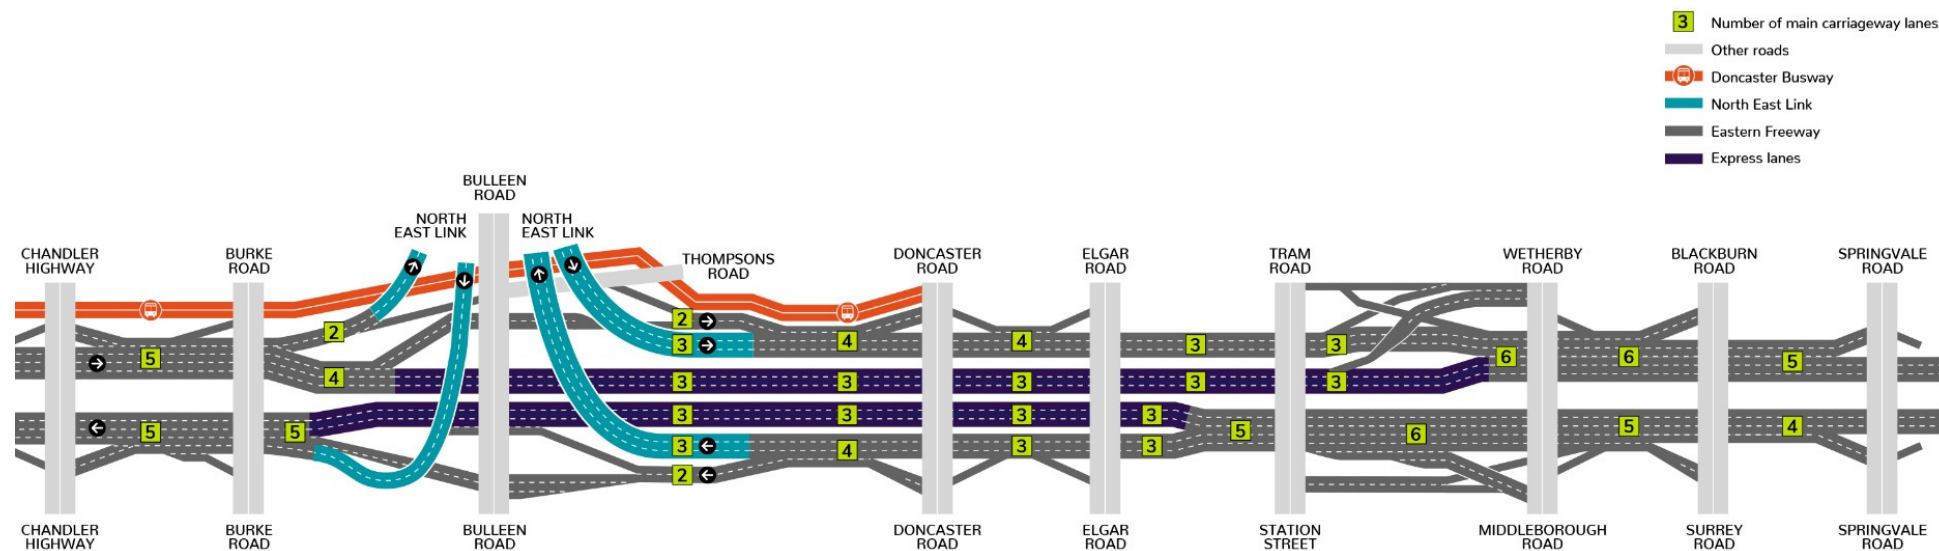 3 Number of main carriageway lanes
Other roads
Doncaster Busway
North East Link
Eastern Freeway
Express lanes
BULLEEN
ROAD
NORTH
EAST LINK
NORTH
EAST LINK
CHANDLER
HIGHWAY
BURKE
ROAD
THOMPSONS
ROAD
DONCASTER
ROAD
ELGAR
ROAD
TRAM
ROAD
WETHERBY
ROAD
BLACKBURN
ROAD
SPRINGVALE
ROAD
2
2
5
4
3
4
4
3
3
6
6
5
4
3
3
3
3
3
5
5
3
3
3
3
5
6
5
4
3
4
3
3
2
CHANDLER
HIGHWAY
BURKE
ROAD
BULLEEN
ROAD
DONCASTER
ROAD
ELGAR
ROAD
STATION
STREET
MIDDLEBOROUGH
ROAD
SURREY
ROAD
SPRINGVALE
ROAD